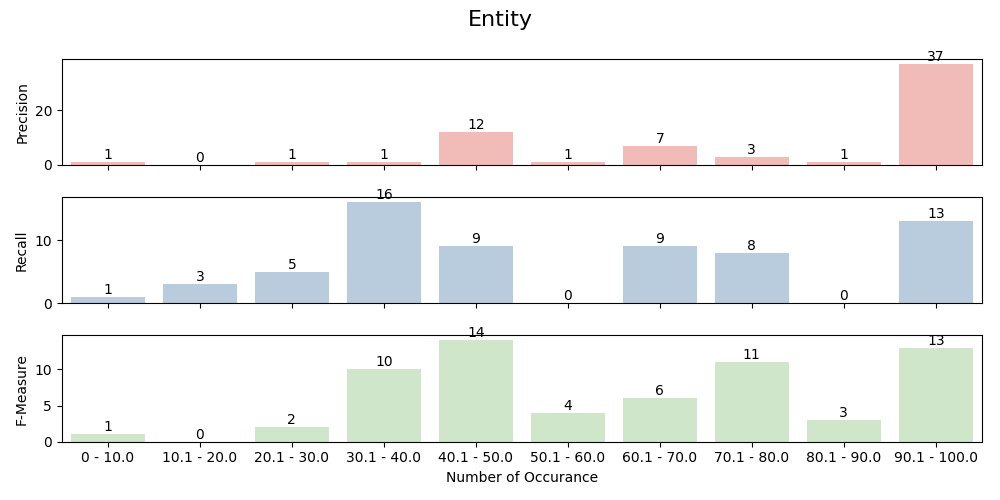 Entity
Precision
20
0
1 0 1 1 12 1 7 3 1 37
Recall
10
0
1 3 5 16 9 0 9 8 0 13
F-Measure
10
5
0
1 0 2 10 14 4 6 11 3 13
0 - 10.0 10.1 - 20.0 20.1 - 30.0 30.1 - 40.0 40.1 - 50.0 50.1 - 60.0 60.1 - 70.0 70.1 - 80.0 80.1 - 90.0 90.1 - 100.0
Number of Occurance